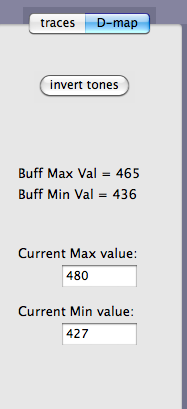 traces D-map
invert tones
Buff Max Val = 465
Buff Min Val = 436
Current Max value:
480
Current Min value:
427